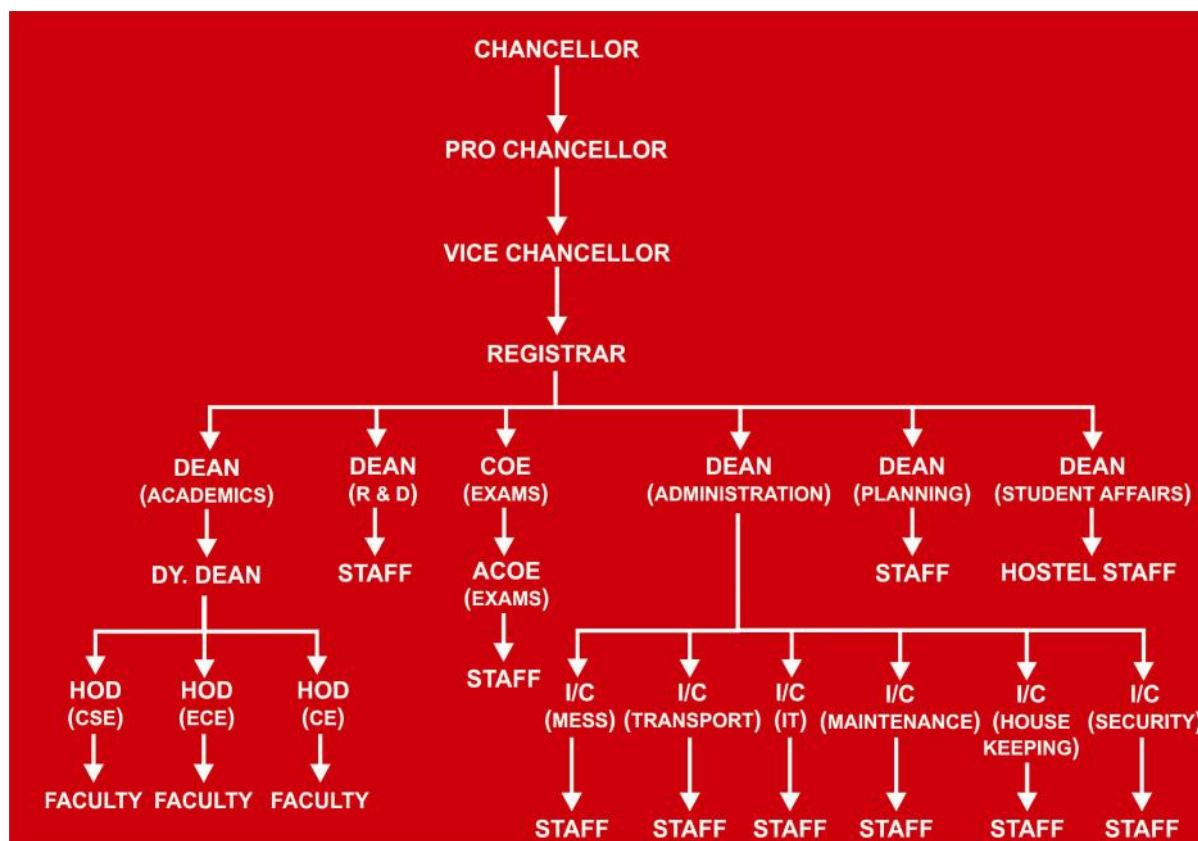 CHANCELLOR
PRO CHANCELLOR
VICE CHANCELLOR
REGISTRAR
DEAN
(ACADEMICS)
DEAN
(R & D)
COE
(EXAMS)
DEAN
(ADMINISTRATION)
DEAN
(PLANNING)
DEAN
(STUDENT AFFAIRS)
DY. DEAN
STAFF
ACOE
(EXAMS)
STAFF
HOSTEL STAFF
STAFF
HOD
(CSE)
HOD
(ECE)
HOD
(CE)
I/C
(MESS)
I/C
(TRANSPORT)
I/C
(IT)
I/C
(MAINTENANCE)
I/C
(HOUSE
KEEPING)
I/C
(SECURITY)
FACULTY
FACULTY
FACULTY
STAFF
STAFF
STAFF
STAFF
STAFF
STAFF